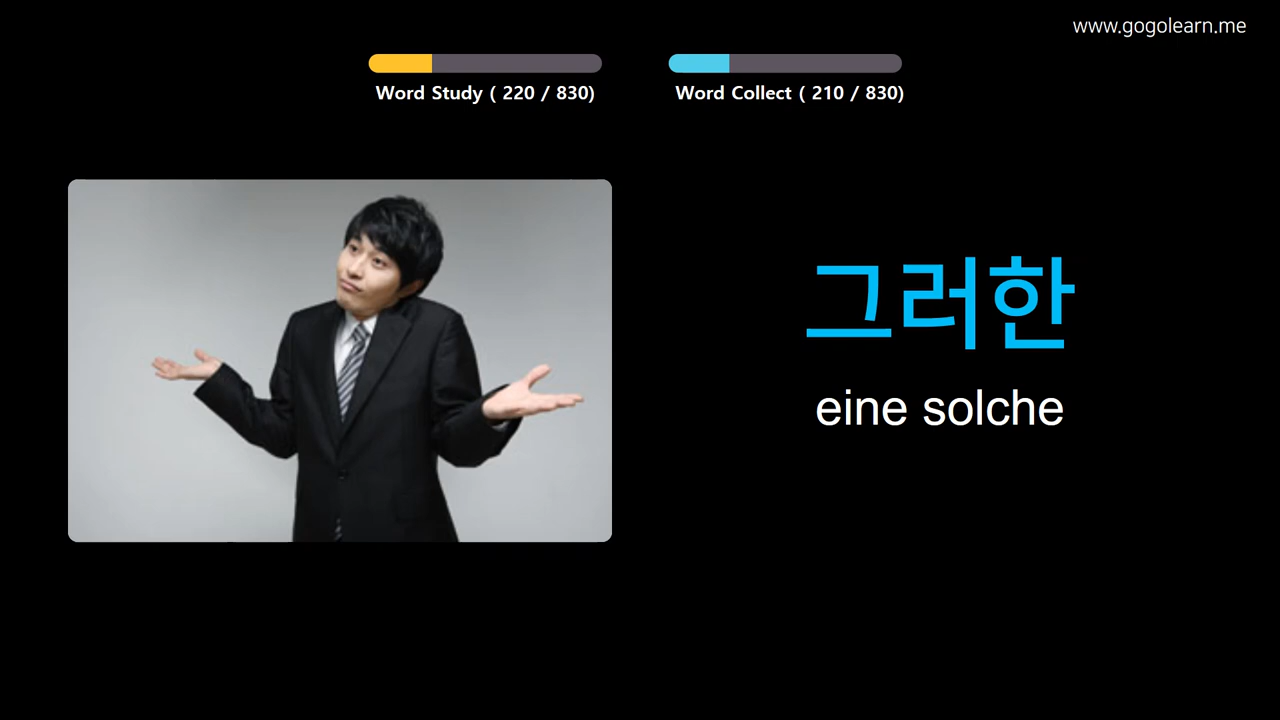 www.gogolearn.me
Word Study ( 220 / 830)
Word Collect ( 210 / 830)
그러한
eine solche